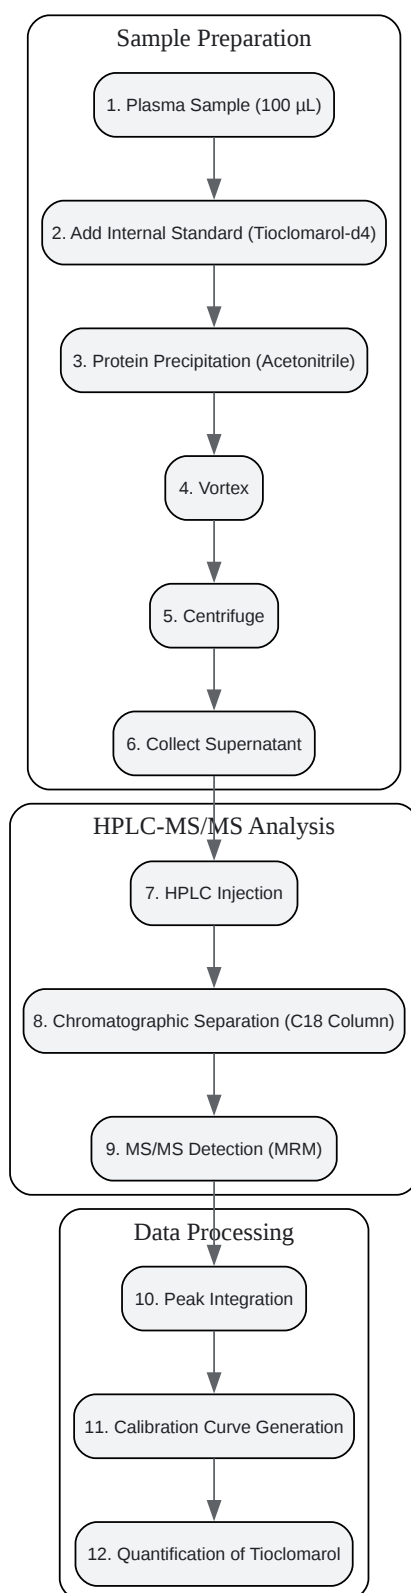 Sample Preparation
1. Plasma Sample (100 µL)
2. Add Internal Standard (Tioclomarol-d4)
3. Protein Precipitation (Acetonitrile)
4. Vortex
5. Centrifuge
6. Collect Supernatant
HPLC-MS/MS Analysis
7. HPLC Injection
8. Chromatographic Separation (C18 Column)
9. MS/MS Detection (MRM)
Data Processing
10. Peak Integration
11. Calibration Curve Generation
12. Quantification of Tioclomarol